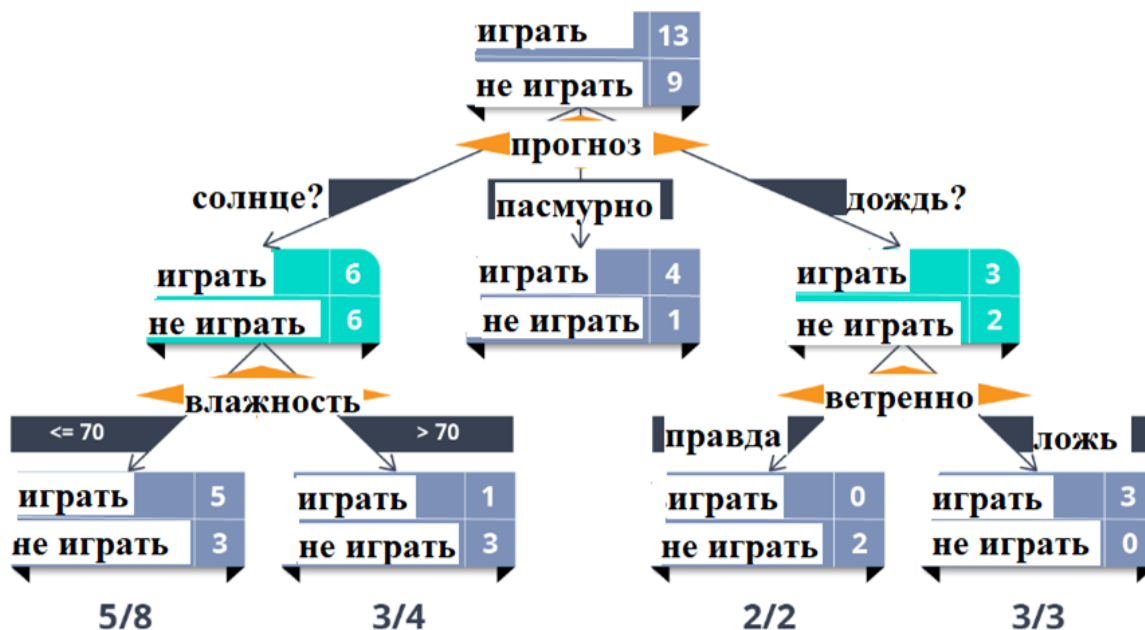 играть 13
не играть 9
прогноз
солнце?
пасмурно
дождь?
играть 6
не играть 6
играть 4
не играть 1
играть 3
не играть 2
влажность
ветренно
<= 70
> 70
правда
ложь
играть 5
не играть 3
играть 1
не играть 3
играть 0
не играть 2
играть 3
не играть 0
5/8
3/4
2/2
3/3